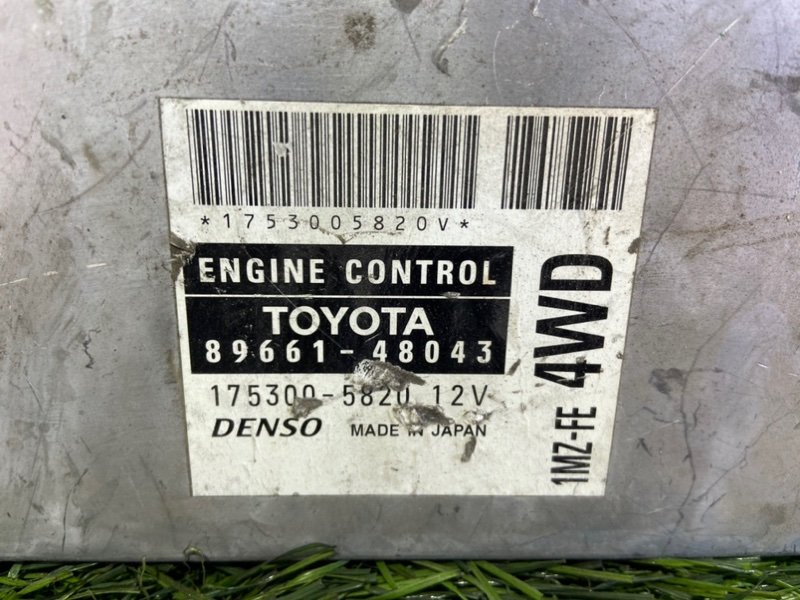 *1753005820V*
ENGINE CONTROL
TOYOTA
89661-48043
175300-5820 12V
DENSO MADE IN JAPAN
1MZ-FE 4WD